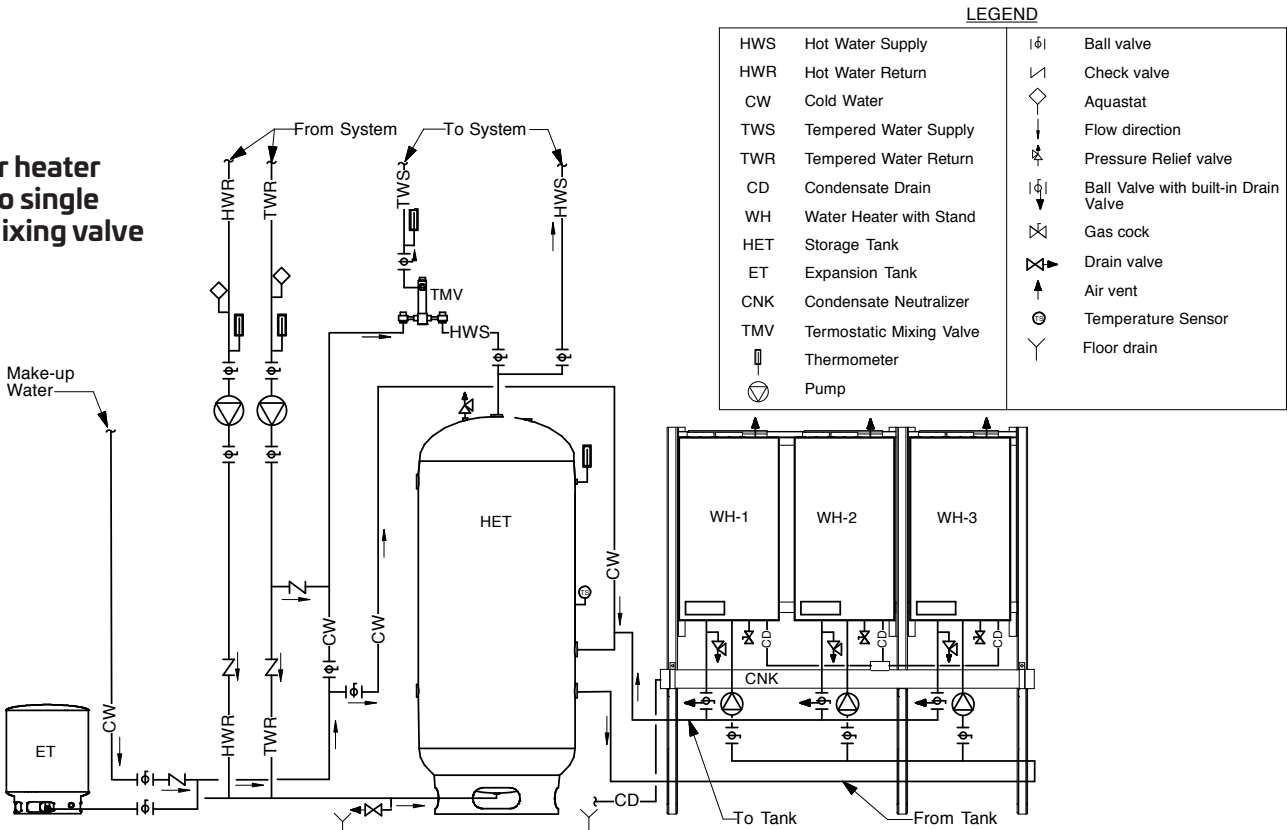 r heater
o single
ixing valve
LEGEND
HWS Hot Water Supply
HWR Hot Water Return
CW Cold Water
TWS Tempered Water Supply
TWR Tempered Water Return
CD Condensate Drain
WH Water Heater with Stand
HET Storage Tank
ET Expansion Tank
CNK Condensate Neutralizer
TMV Termostatic Mixing Valve
Thermometer
Pump
Ball valve
Check valve
Aquastat
Flow direction
Pressure Relief valve
Ball Valve with built-in Drain
Valve
Gas cock
Drain valve
Air vent
TS Temperature Sensor
Floor drain
From System
To System
HWR
TWR
TWS
HWS
TMV
HWS
Make-up
Water
HET
WH-1
WH-2
WH-3
TS
CW
CW
CW
CD
CD
CD
CNK
CW
HWR
TWR
ET
CD
To Tank
From Tank